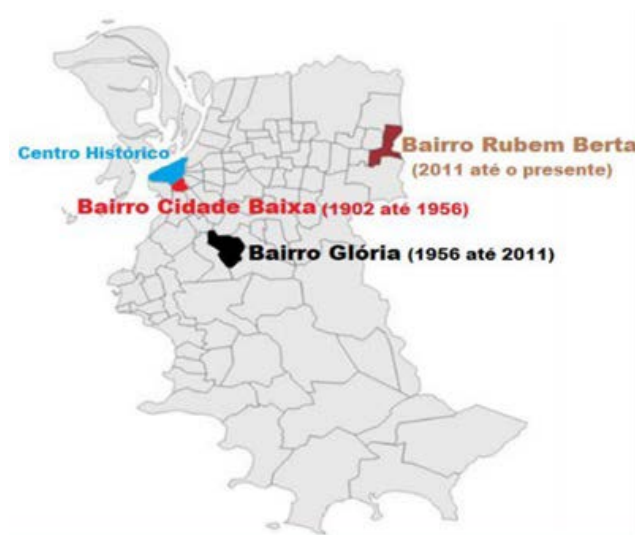 Centro Histórico
Bairro Rubem Berta
(2011 até o presente)
Bairro Cidade Baixa (1902 até 1956)
Bairro Glória (1956 até 2011)